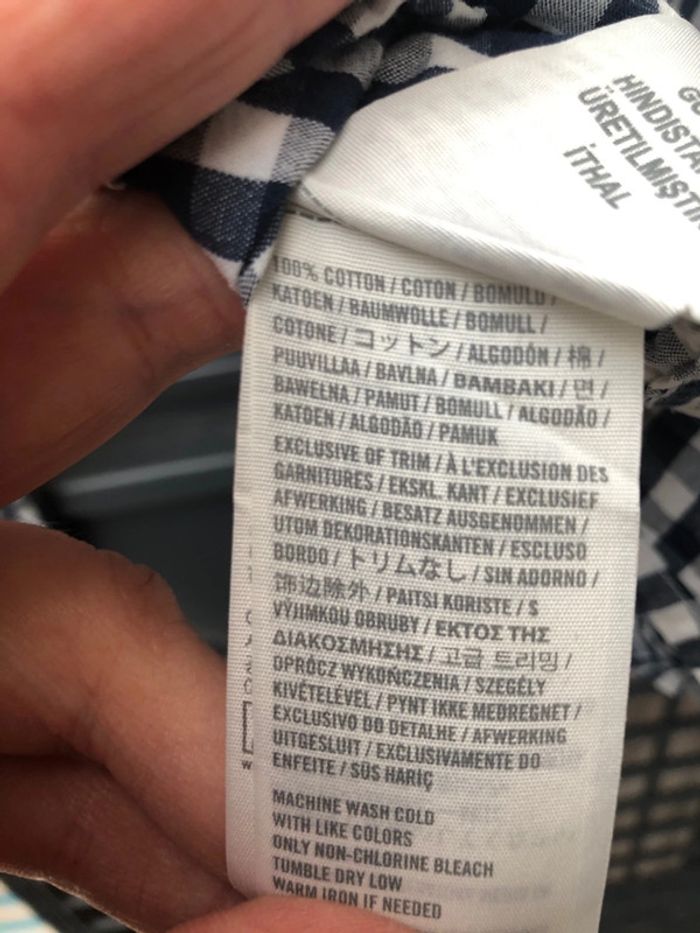 HINDISTA
ÜRETILMIŞTI
İTHAL
100% COTTON / COTON / BOMULD /
KATOEN / BAUMWOLLE / BOMULL /
COTONE / コットン / ALGODÓN / 棉 /
PUUVILLAA / BAVLNA / BAMBAKI / 면 /
BAWEŁNA / PAMUT / BOMULL / ALGODÃO /
KATOEN / ALGODÃO / PAMUK
EXCLUSIVE OF TRIM / À L'EXCLUSION DES
GARNITURES / EKSKL. KANT / EXCLUSIEF
AFWERKING / BESATZ AUSGENOMMEN /
UTOM DEKORATIONSKANTEN / ESCLUSO
BORDO / トリムなし / SIN ADORNO /
饰边除外 / PAITSI KORISTE / S
VÝJIMKOU OBRUBY / ΕΚΤΟΣ ΤΗΣ
ΔΙΑΚΟΣΜΗΣΗΣ / 고급 트리밍 /
OPRÓCZ WYKOŃCZENIA / SZEGÉLY
KIVÉTELÉVEL / PYNT IKKE MEDREGNET /
EXCLUSIVO DO DETALHE / AFWERKING
UITGESLUIT / EXCLUSIVAMENTE DO
ENFEITE / SÜS HARIÇ
MACHINE WASH COLD
WITH LIKE COLORS
ONLY NON-CHLORINE BLEACH
TUMBLE DRY LOW
WARM IRON IF NEEDED